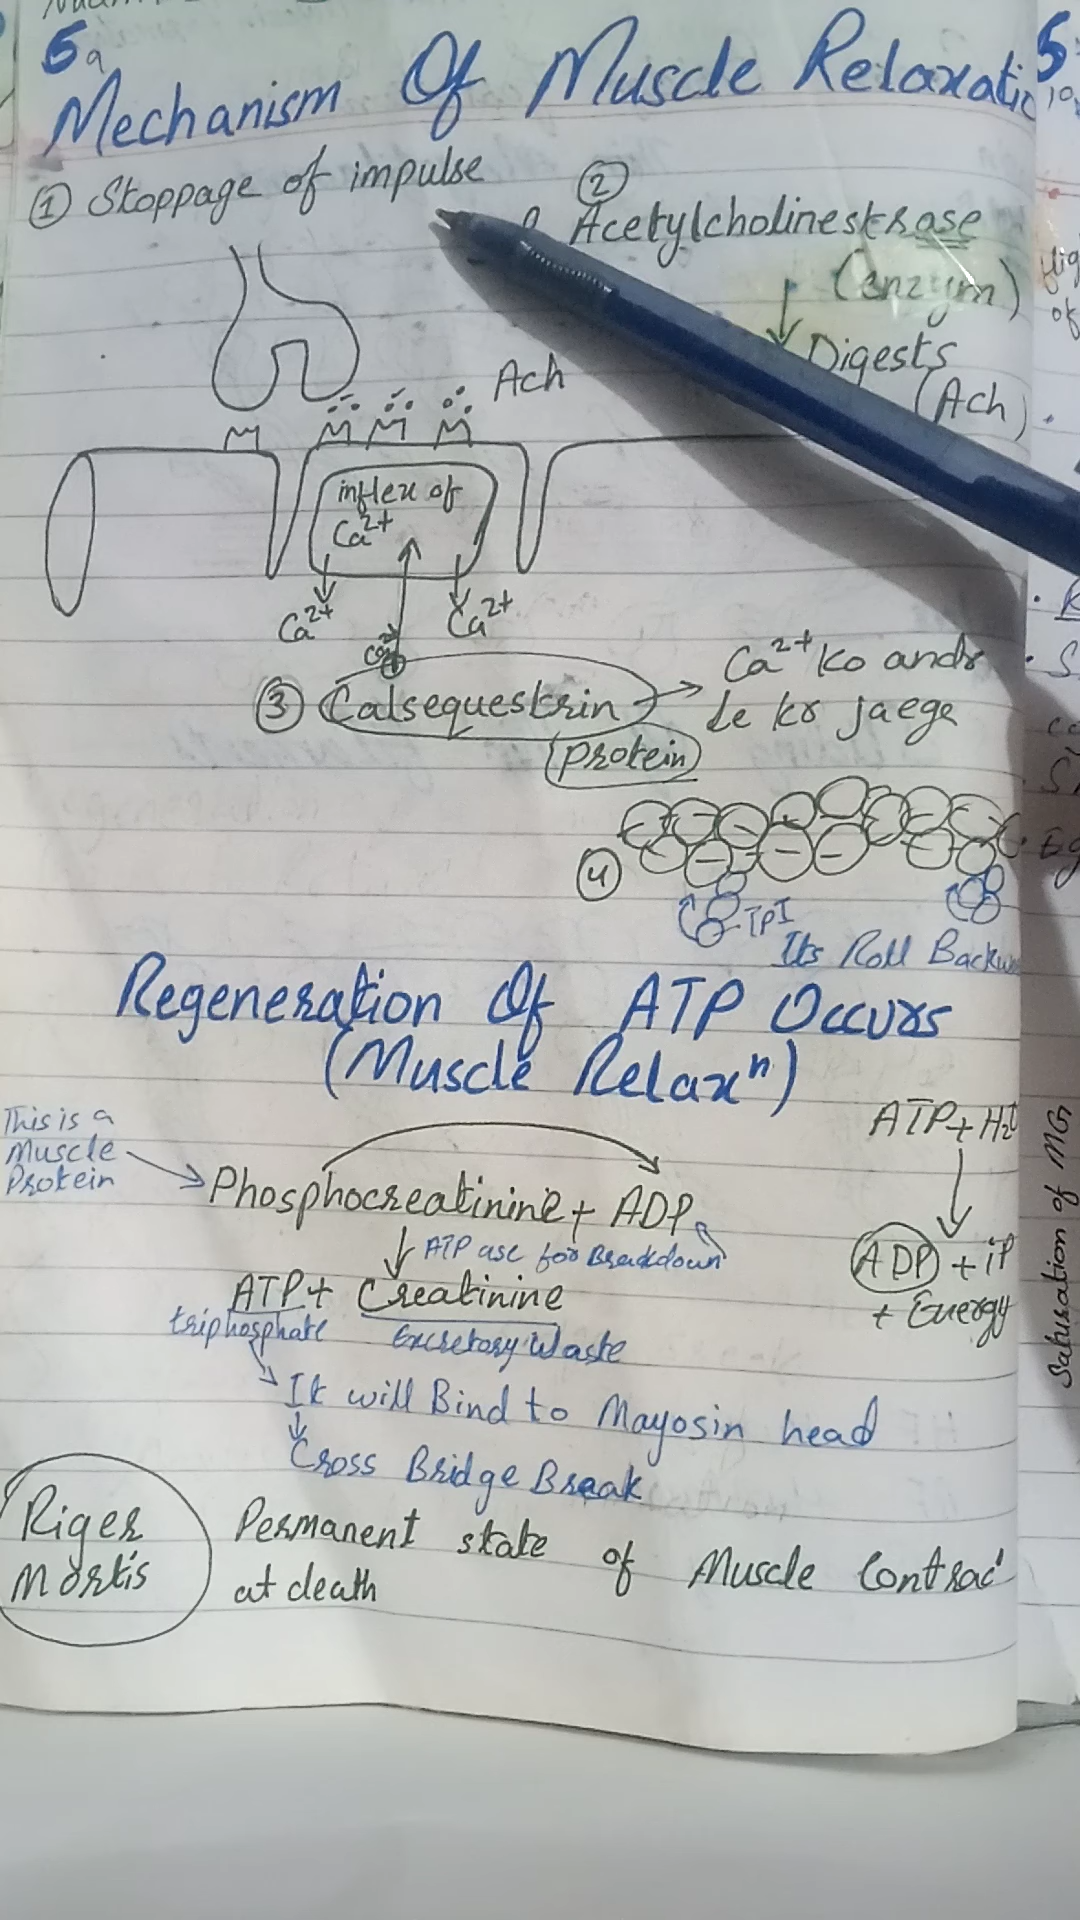 5a
Mechanism Of Muscle Relaxatio
① Stoppage of impulse
②
Acetylcholinestrase
(enzym)
Digests
(Ach)
Ach
inflex of
Ca2+
Ca2+
Ca2+
③ Calsequestrin
(protein)
Ca2+ ko andr
le kr jaega
④
TPI
Its Roll Backw
Regeneration Of ATP Occurs
(Muscle Relaxn)
This is a
Muscle
Protein
Phosphocreatinine + ADP
ATP ase for Breakdown
ATP + Creatinine
triphosphate
Excretory Waste
It will Bind to Mayosin head
Cross Bridge Break
ATP + H2O
ADP + iP
+ Energy
Riger
Mortis
Permanent state of Muscle Contrac
at death
Saturation of MG